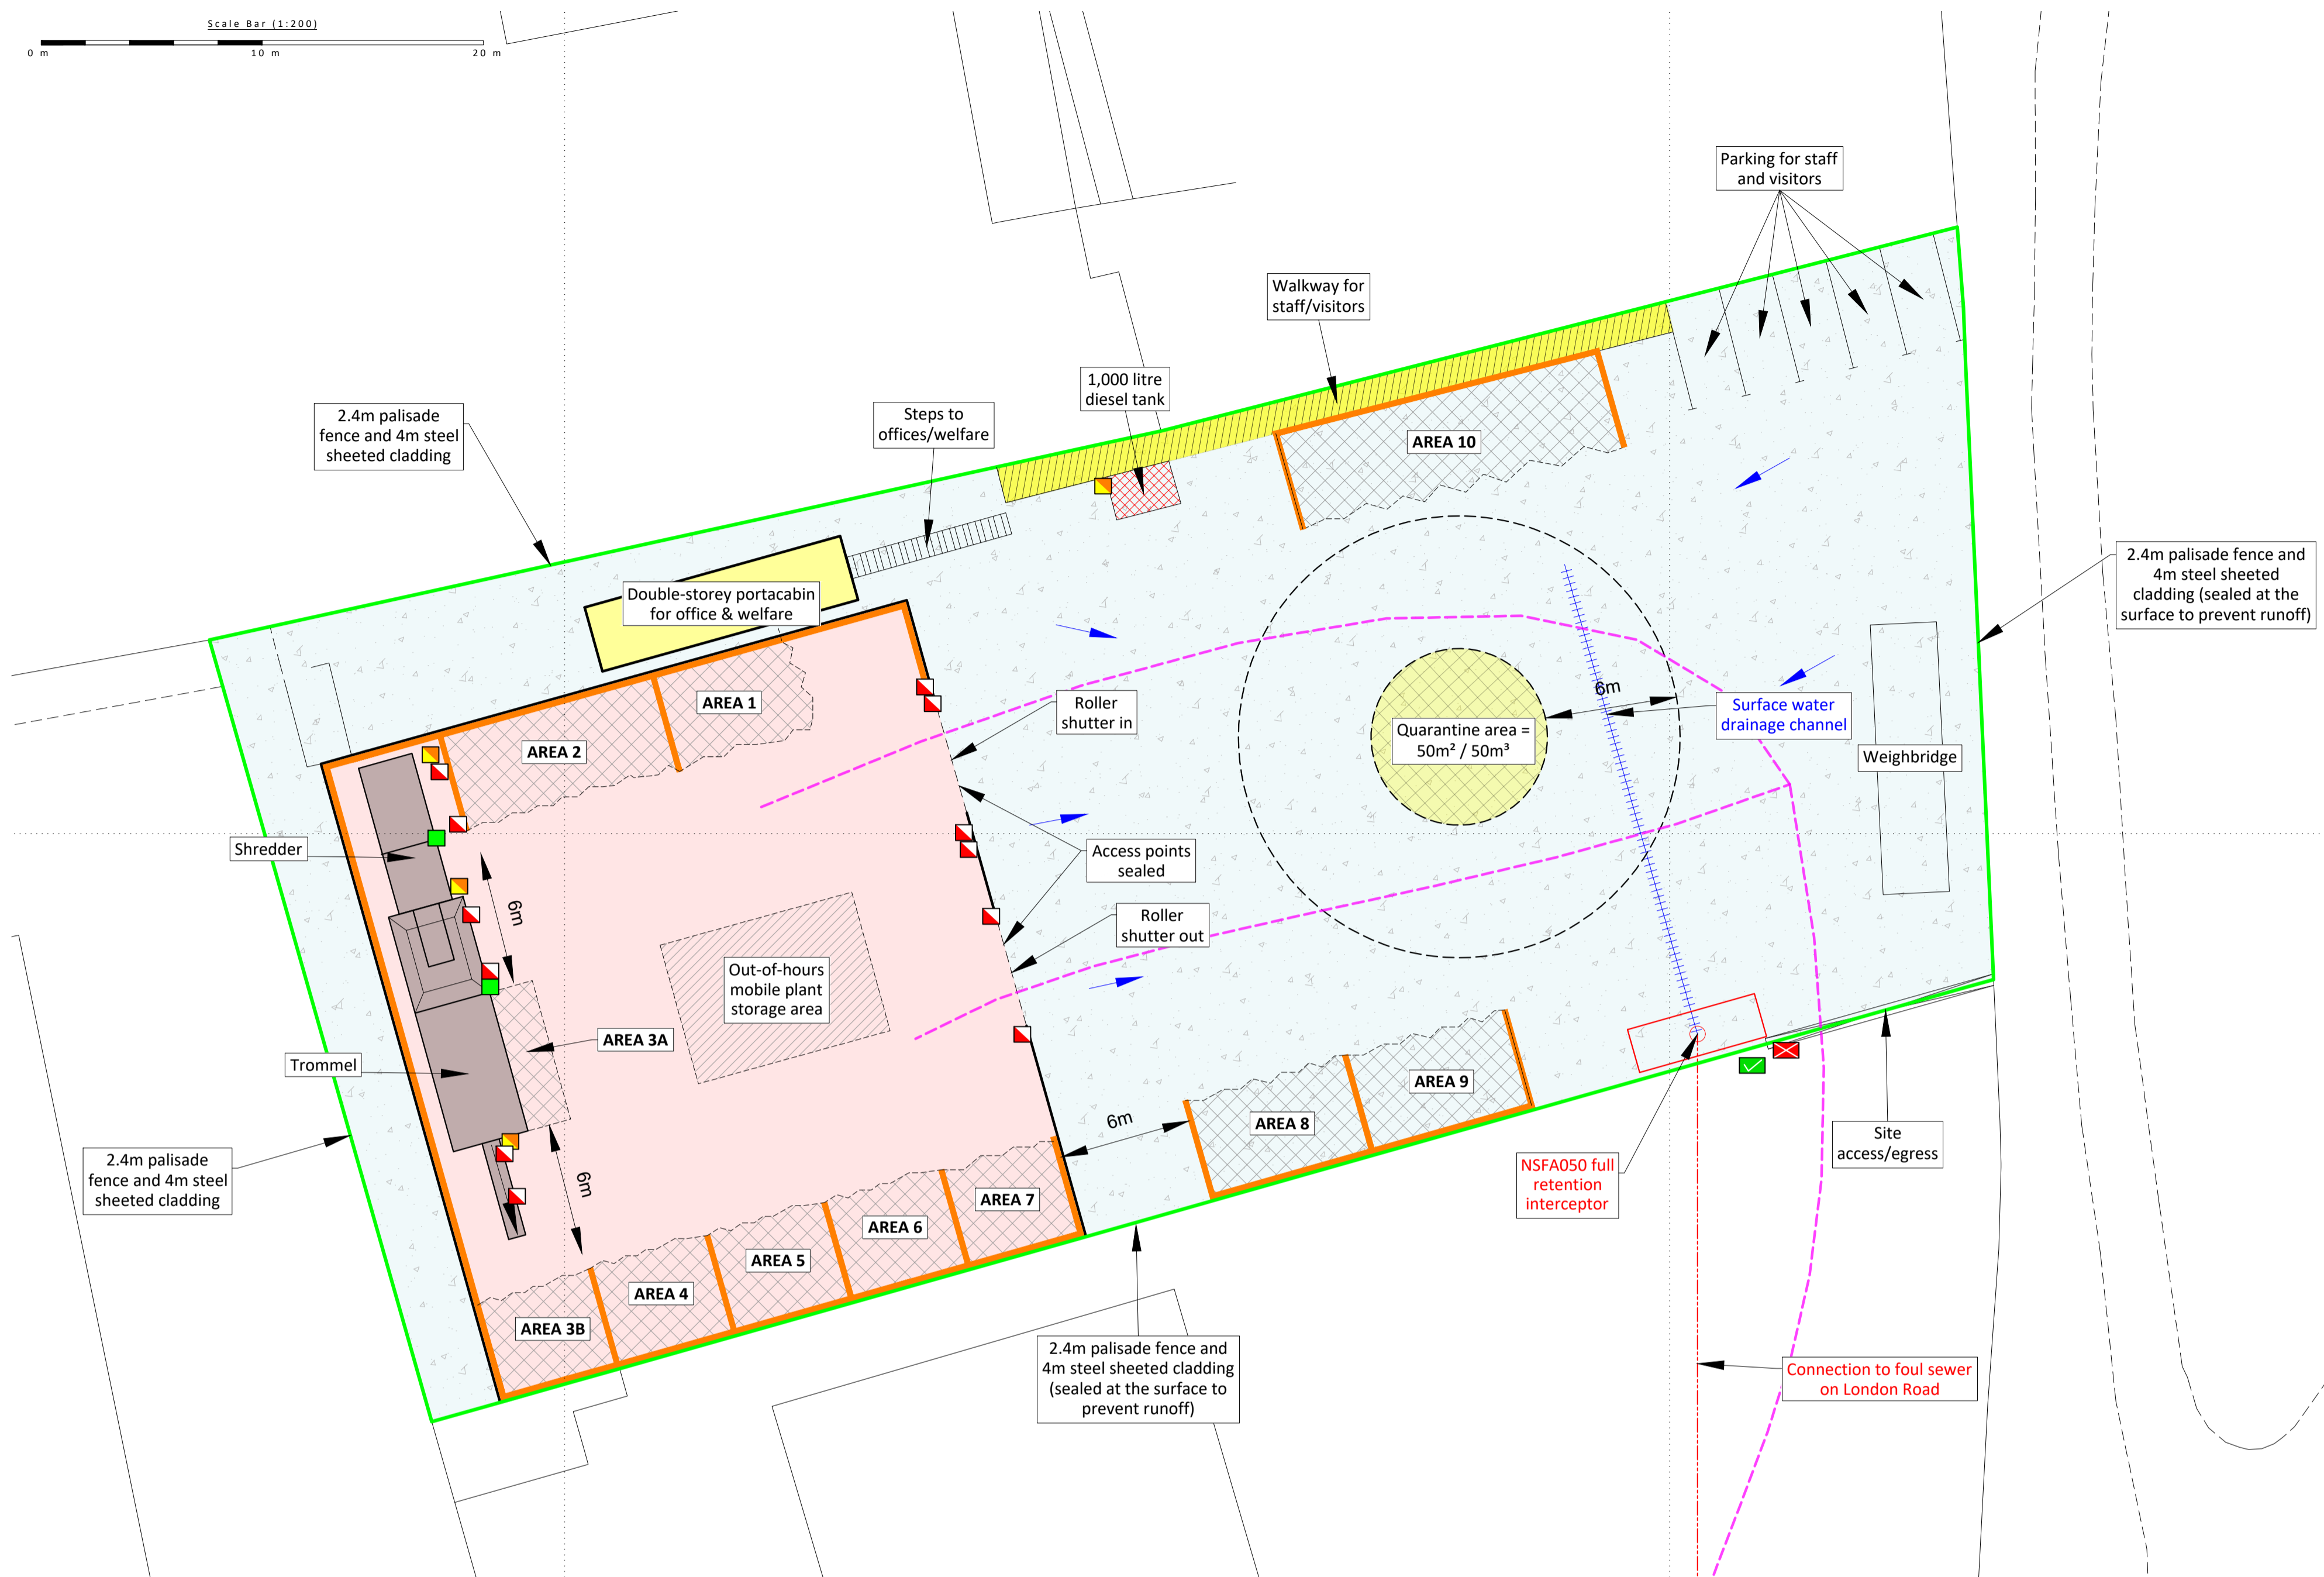 Scale Bar (1:200)
0 m
10 m
20 m
Parking for staff
and visitors
Walkway for
staff/visitors
1,000 litre
diesel tank
Steps to
offices/welfare
2.4m palisade
fence and 4m steel
sheeted cladding
AREA 10
2.4m palisade fence and
4m steel sheeted
cladding (sealed at the
surface to prevent runoff)
Double-storey portacabin
for office & welfare
AREA 1
AREA 2
Roller
shutter in
6m
Surface water
drainage channel
Quarantine area =
50m² / 50m³
Weighbridge
Shredder
Access points
sealed
6m
Roller
shutter out
Out-of-hours
mobile plant
storage area
AREA 3A
Trommel
AREA 9
AREA 8
6m
Site
access/egress
2.4m palisade
fence and 4m steel
sheeted cladding
6m
NSFA050 full
retention
interceptor
AREA 7
AREA 6
AREA 5
AREA 4
AREA 3B
2.4m palisade fence and
4m steel sheeted cladding
(sealed at the surface to
prevent runoff)
Connection to foul sewer
on London Road